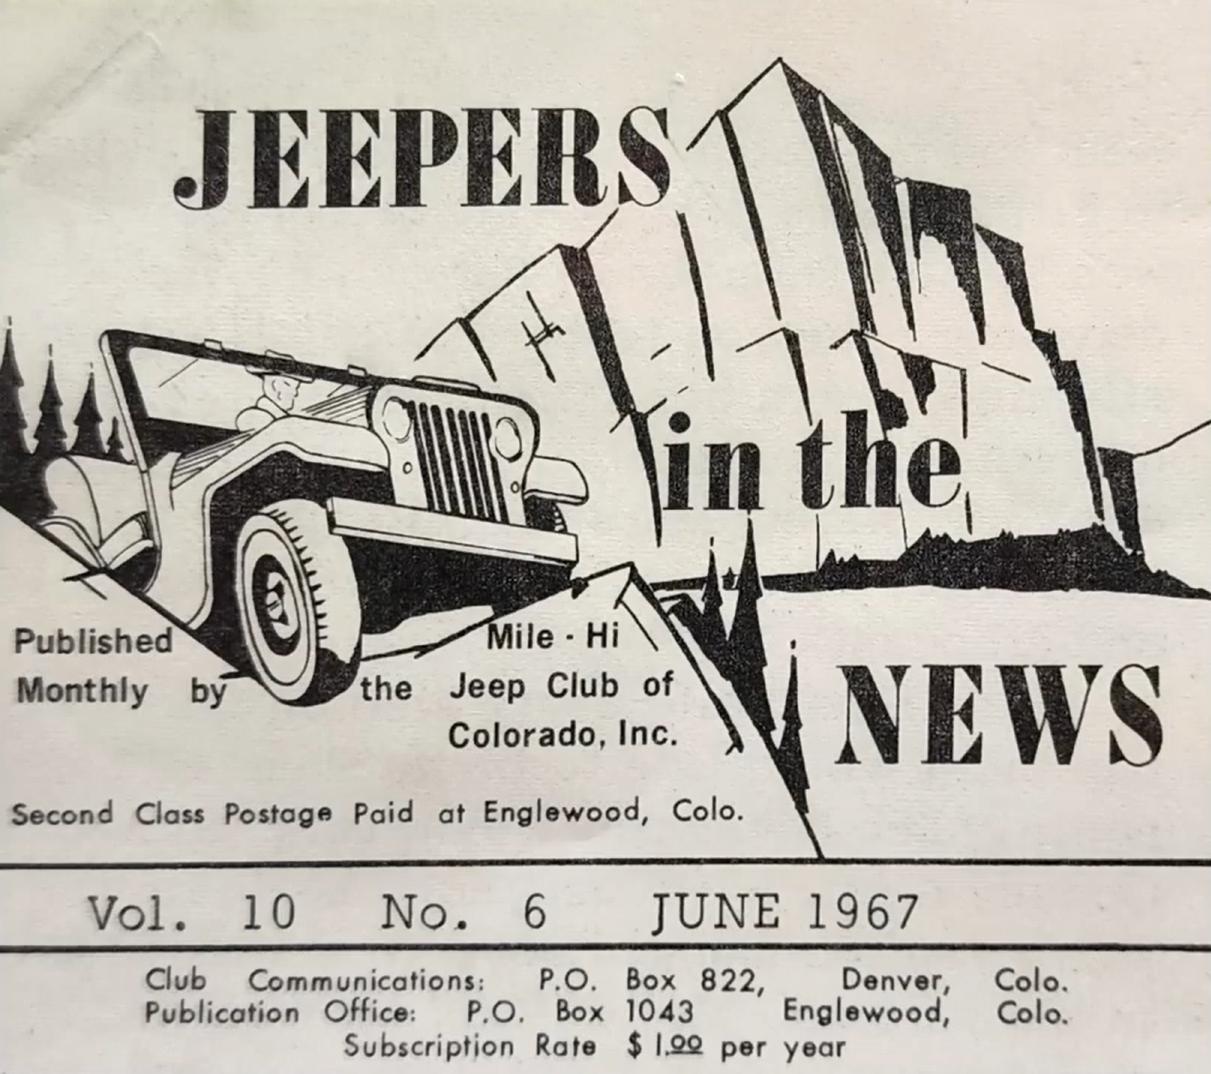 JEEPERS
in the
NEWS
Published Mile - Hi
Monthly by the Jeep Club of
Colorado, Inc.
Second Class Postage Paid at Englewood, Colo.
Vol. 10 No. 6 JUNE 1967
Club Communications: P.O. Box 822, Denver, Colo.
Publication Office: P.O. Box 1043 Englewood, Colo.
Subscription Rate $ 1.00 per year